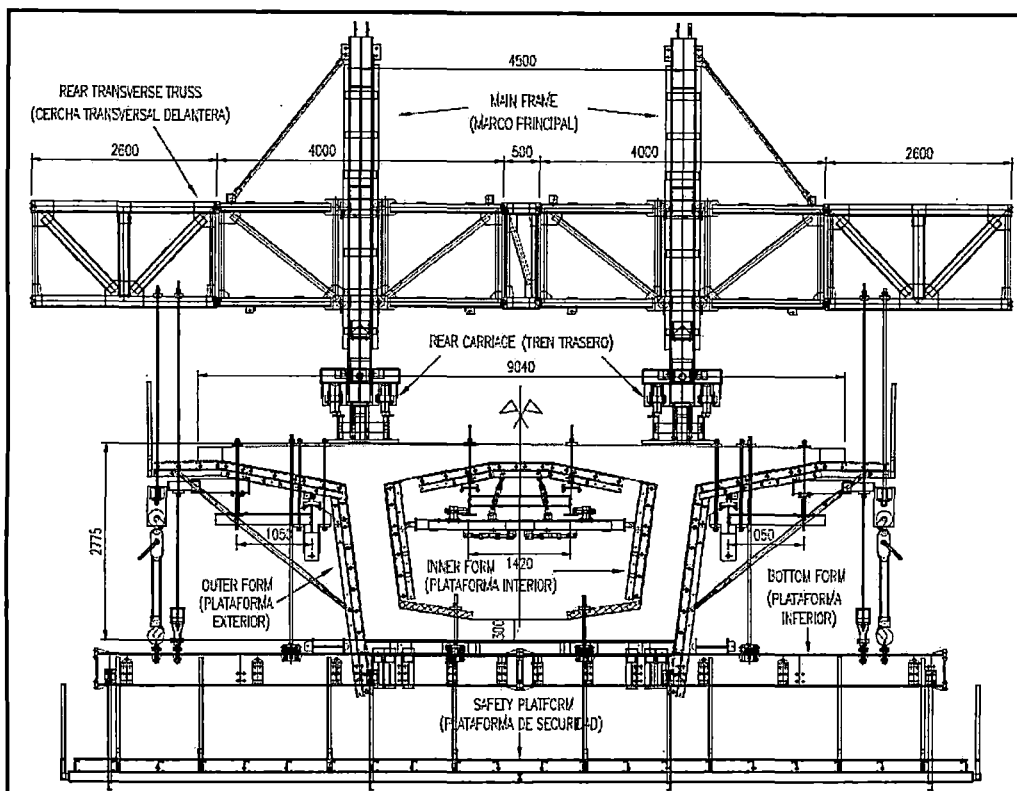 4500
REAR TRANSVERSE TRUSS
(CERCHA TRANSVERSAL DELANTERA)
MAIN FRAME
(MARCO PRINCIPAL)
2600
4000
500
4000
2600
REAR CARRIAGE (TREN TRASERO)
9040
2775
1050
1420
1050
INNER FORM
(PLATAFORMA INTERIOR)
OUTER FORM
(PLATAFORMA
EXTERIOR)
BOTTOM FORM
(PLATAFORMA
INFERIOR)
300
SAFETY PLATFORM
(PLATAFORMA DE SEGURIDAD)